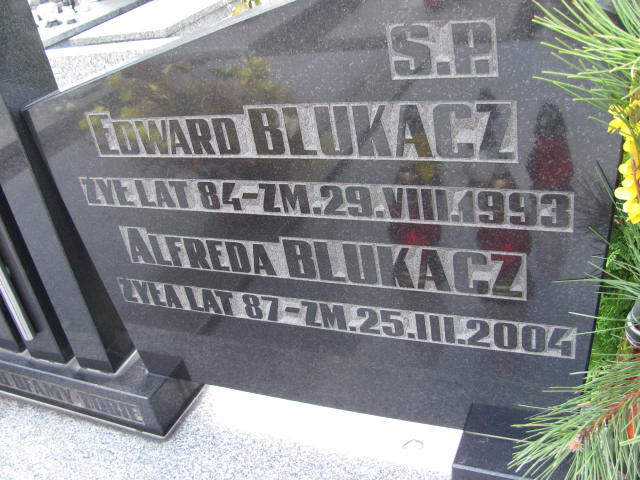 S.P.
EDWARD BLUKACZ
ŻYŁ LAT 84-ZM.29.VIII.1993
ALFREDA BLUKACZ
ŻYŁA LAT 87-ZM.25.III.2004